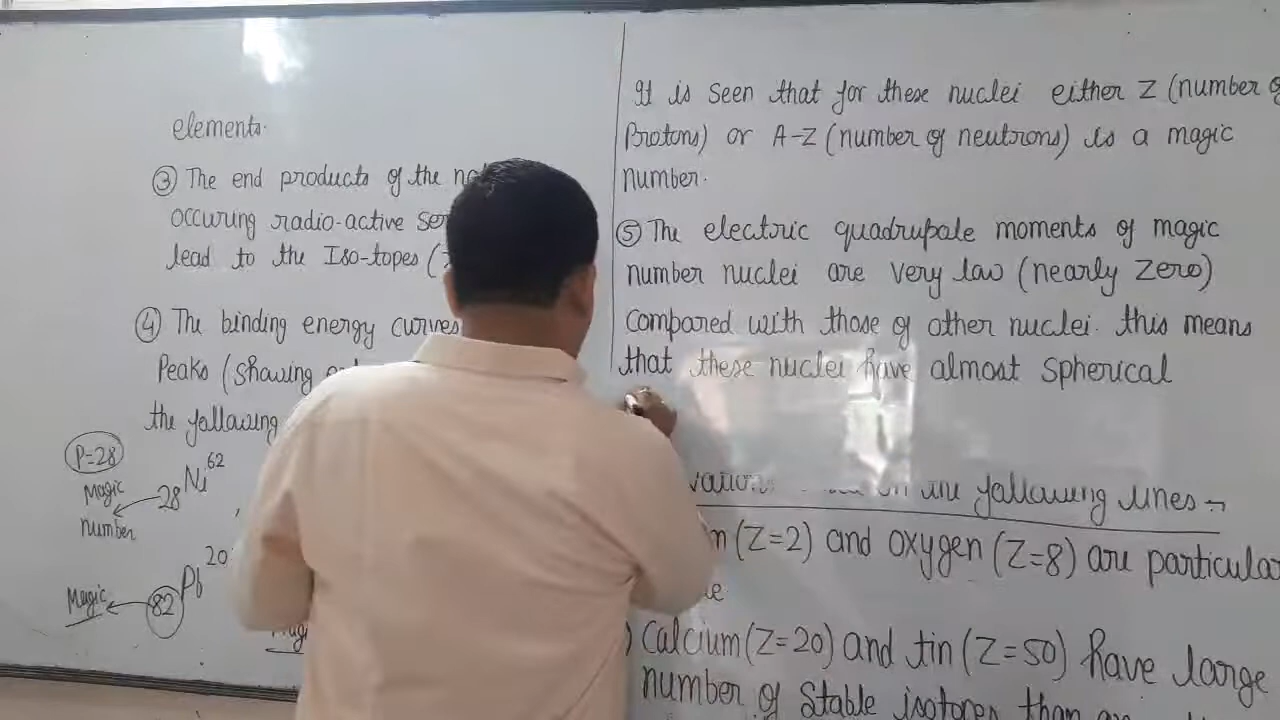 elements.
③ The end products of the
occuring radio-active
lead to the Iso-topes (
④ The binding energy curves
Peaks (showing
the following
P=28
Magic
number
28 Ni 62
,
82 Pb 20
Magic
It is seen that for these nuclei either Z (number of
Protons) or A-Z (number of neutrons) is a magic
number.
⑤ The electric quadrupole moments of magic
number nuclei are very low (nearly zero)
compared with those of other nuclei. this means
that these nuclei have almost spherical
following lines →
(Z=2) and oxygen (Z=8) are particular
) Calcium (Z=20) and tin (Z=50) have large
number of stable isotopes than